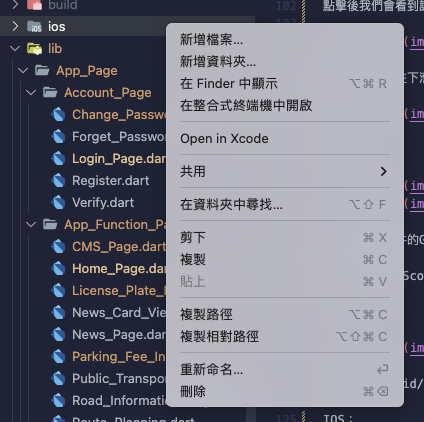 build
ios
lib
App_Page
Account_Page
Change_Passw
Forget_Passwo
Login_Page.dar
Register.dart
Verify.dart
App_Function_Pa
CMS_Page.dart
Home_Page.da
License_Plate_
News_Card_Vie
News_Page.dar
Parking_Fee_In
Public_Transpor
Road_Informati
Route_Planning.dart
新增檔案...
新增資料夾...
在 Finder 中顯示 ⌥⌘ R
在整合式終端機中開啟
Open in Xcode
共用
在資料夾中尋找... ⌥⇧ F
剪下 ⌘ X
複製 ⌘ C
貼上 ⌘ V
複製路徑 ⌥⌘ C
複製相對路徑 ⌥⇧⌘ C
重新命名... ↩
刪除 ⌘⌫
102 點擊後我們會看到
(im
在下
(im
(im
(im
件的G
Sco
(im
id/
125 IOS：